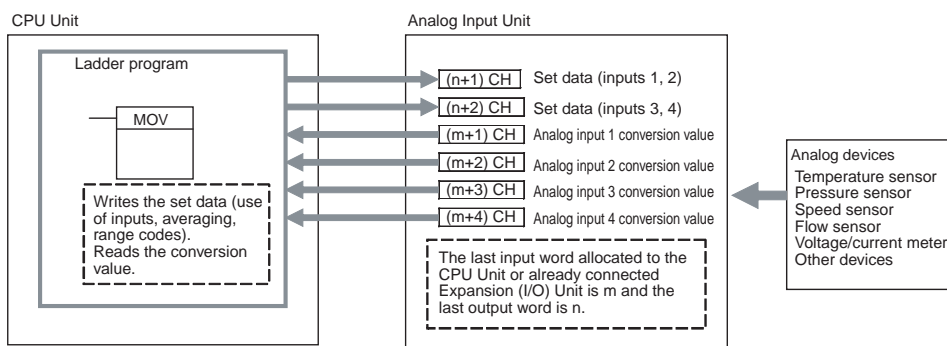 CPU Unit
Analog Input Unit
Ladder program
MOV
Writes the set data (use
of inputs, averaging,
range codes).
Reads the conversion
value.
(n+1) CH Set data (inputs 1, 2)
(n+2) CH Set data (inputs 3, 4)
(m+1) CH Analog input 1 conversion value
(m+2) CH Analog input 2 conversion value
(m+3) CH Analog input 3 conversion value
(m+4) CH Analog input 4 conversion value
The last input word allocated to the
CPU Unit or already connected
Expansion (I/O) Unit is m and the
last output word is n.
Analog devices
Temperature sensor
Pressure sensor
Speed sensor
Flow sensor
Voltage/current meter
Other devices